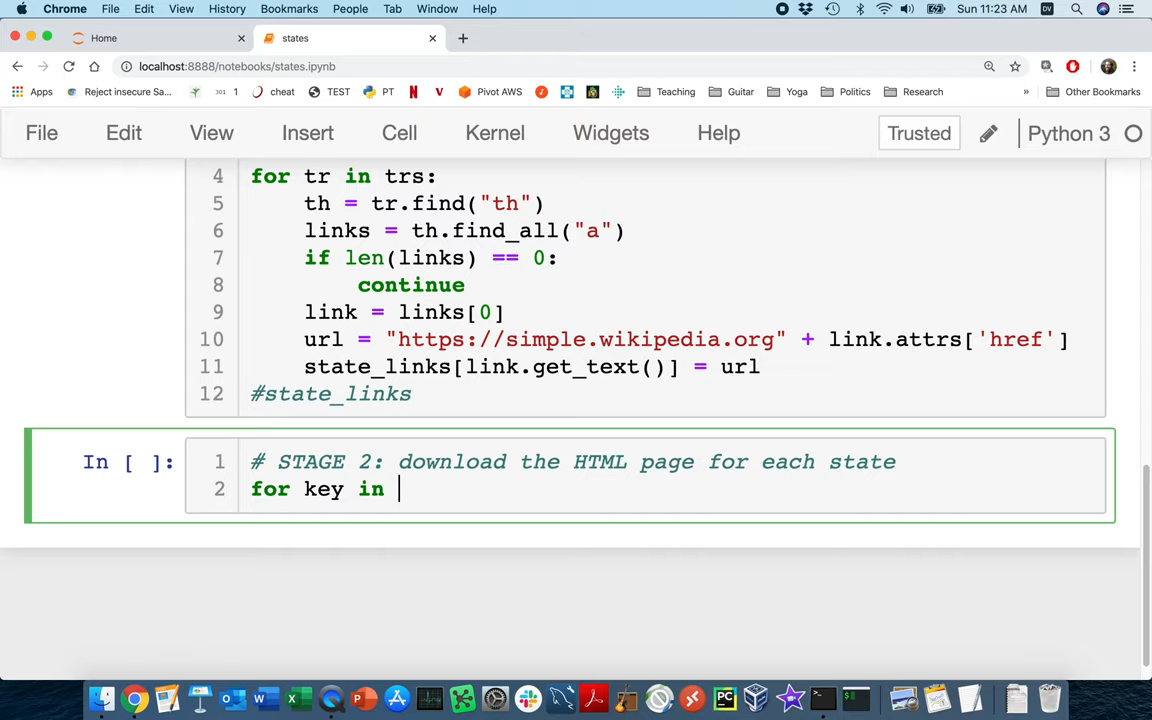 Chrome File Edit View History Bookmarks People Tab Window Help Sun 11:23 AM DV
Home states
localhost:8888/notebooks/states.ipynb
Apps Reject insecure Sa... 301 1 cheat TEST PT N V Pivot AWS Teaching Guitar Yoga Politics Research » Other Bookmarks
File Edit View Insert Cell Kernel Widgets Help Trusted Python 3
4 for tr in trs:
5 th = tr.find("th")
6 links = th.find_all("a")
7 if len(links) == 0:
8 continue
9 link = links[0]
10 url = "https://simple.wikipedia.org" + link.attrs['href']
11 state_links[link.get_text()] = url
12 #state_links
In [ ]: 1 # STAGE 2: download the HTML page for each state
2 for key in
PC